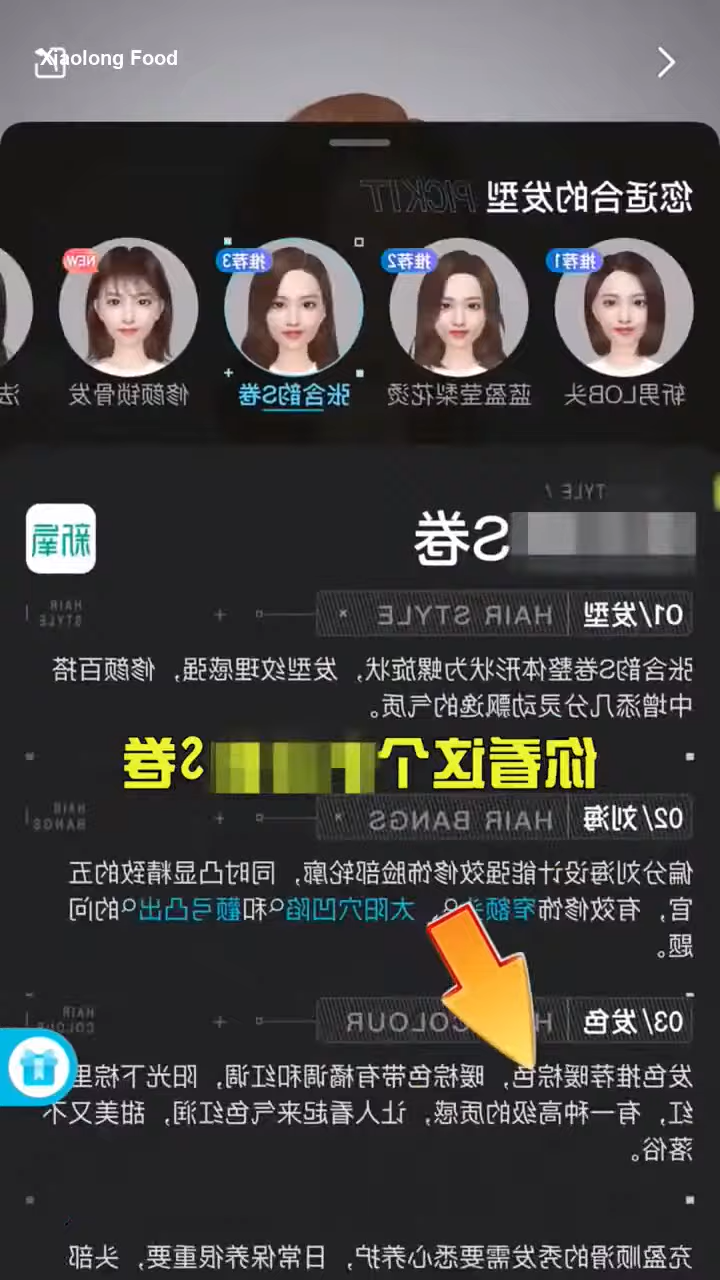 Xiaolong Food
您适合的发型 PICKIT
推荐1
推荐2
推荐3
NEW
斩男LOB头
蓝盈莹梨花烫
张含韵S卷
修颜锁骨发
法
TYLE /
S卷
新氧
01/发型 HAIR STYLE ×
HAIR
STYLE
张含韵S卷整体形状为螺旋状，发型纹理感强，修颜百搭
中增添几分灵动飘逸的气质。
你看这个 S卷
02/刘海 HAIR BANGS ×
HAIR
BANGS
偏分刘海设计能强效修饰脸部轮廓，同时凸显精致的五
官，有效修饰窄额头、太阳穴凹陷和颧弓凸出的问
题。
03/发色 H COLOUR
HAIR
COLOUR
发色推荐暖棕色，暖棕色带有橘调和红调，阳光下棕里
红，有一种高级的质感，让人看起来气色红润，甜美又不
落俗。
充盈顺滑的秀发需要悉心养护，日常保养很重要，头部